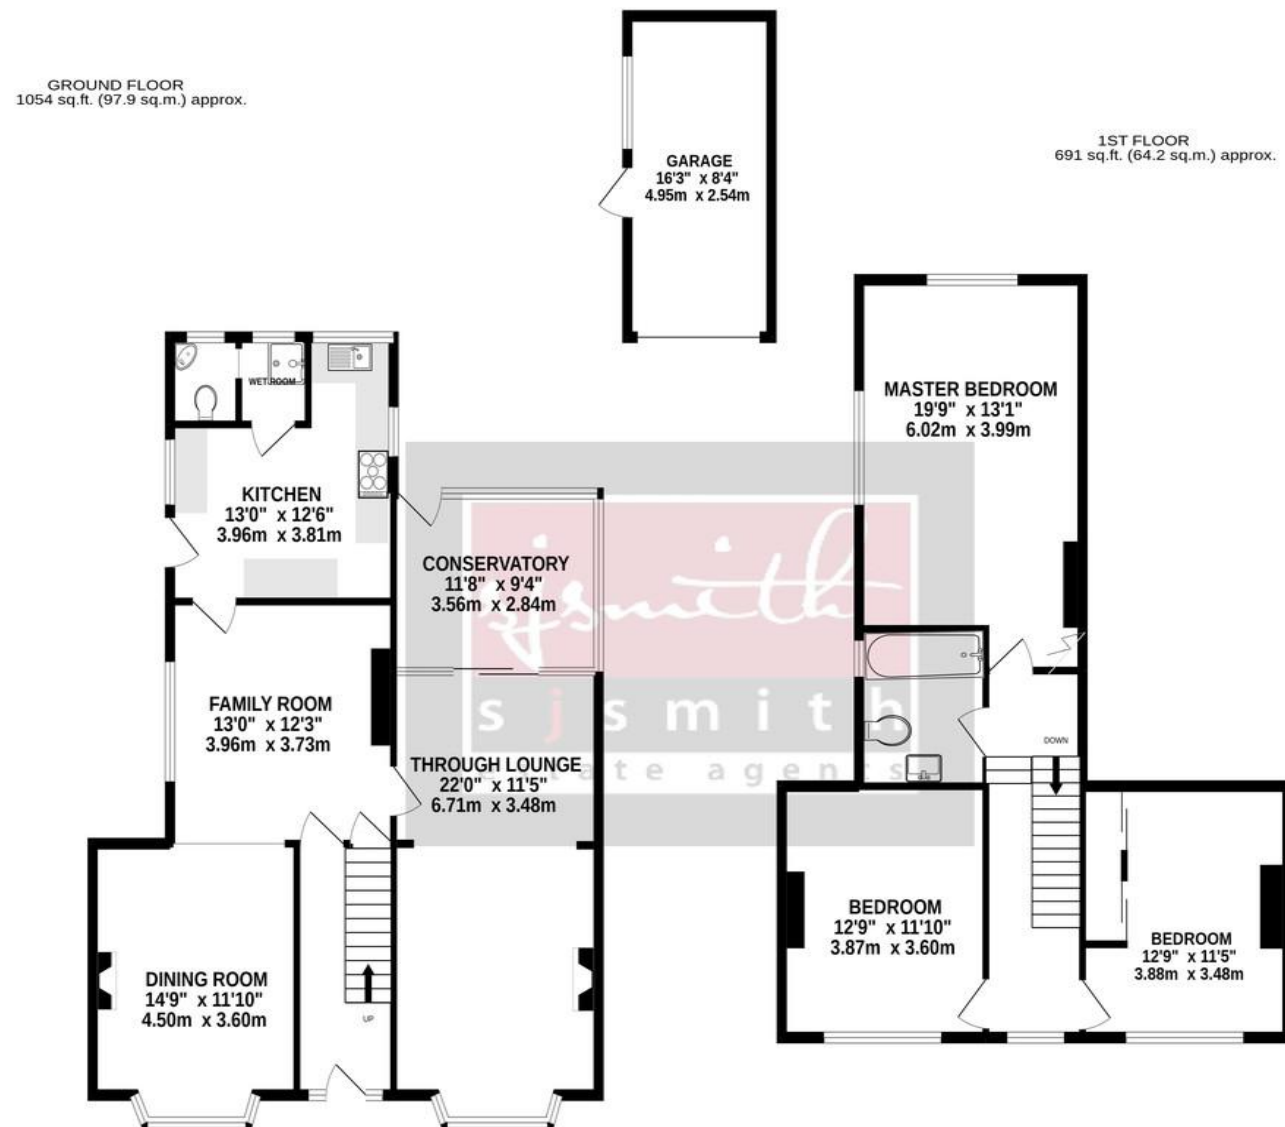 GROUND FLOOR
1054 sq.ft. (97.9 sq.m.) approx.
GARAGE
16'3" x 8'4"
4.95m x 2.54m
1ST FLOOR
691 sq.ft. (64.2 sq.m.) approx.
WET ROOM
KITCHEN
13'0" x 12'6"
3.96m x 3.81m
CONSERVATORY
11'8" x 9'4"
3.56m x 2.84m
FAMILY ROOM
13'0" x 12'3"
3.96m x 3.73m
THROUGH LOUNGE
22'0" x 11'5"
6.71m x 3.48m
DINING ROOM
14'9" x 11'10"
4.50m x 3.60m
UP
MASTER BEDROOM
19'9" x 13'1"
6.02m x 3.99m
DOWN
BEDROOM
12'9" x 11'10"
3.87m x 3.60m
BEDROOM
12'9" x 11'5"
3.88m x 3.48m
sjsmith
sjsmith
estate agents